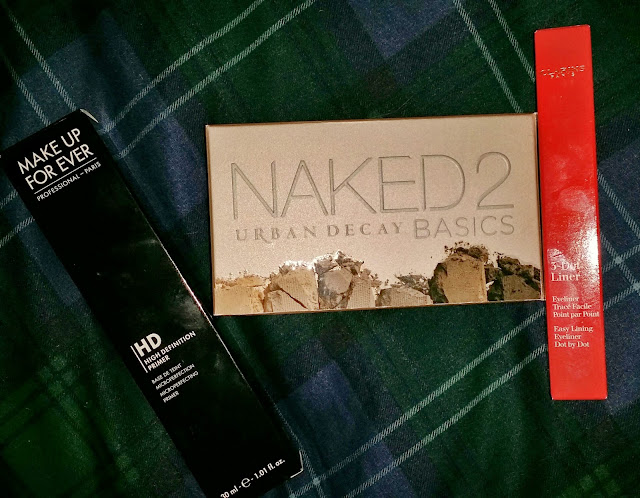 MAKE UP
FOR EVER
PROFESSIONAL – PARIS
HD
HIGH DEFINITION
PRIMER
BASE DE TEINT
MICROPERFECTION
MICROPERFECTING
PRIMER
30 ml - e - 1.01 fl. oz.
NAKED2
URBAN DECAY BASICS
CLARINS
PARIS
3-Dot
Liner
Eyeliner
Tracé Facile
Point par Point
Easy Lining
Eyeliner
Dot by Dot